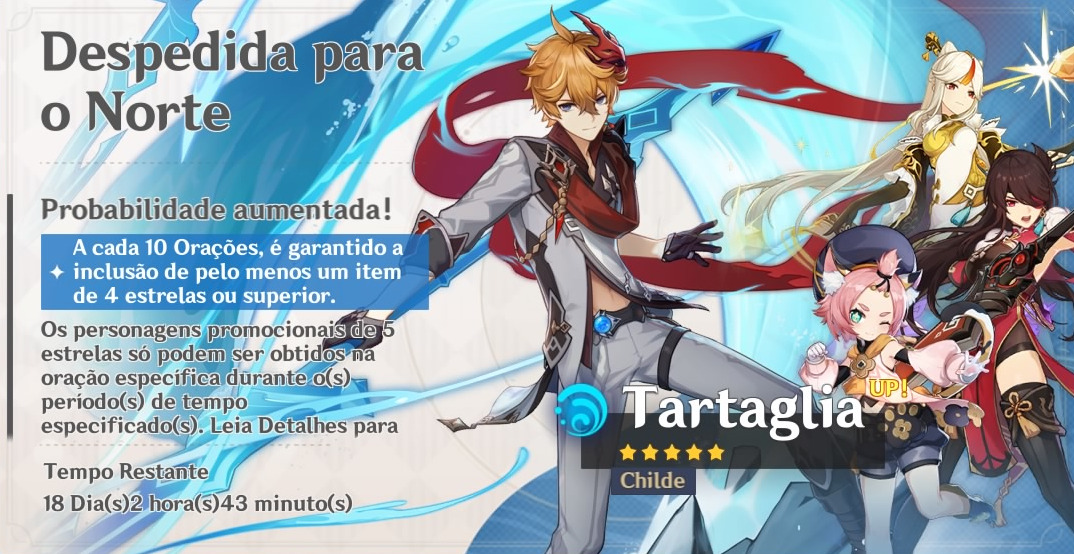 Despedida para
o Norte
Probabilidade aumentada!
A cada 10 Orações, é garantido a
inclusão de pelo menos um item
de 4 estrelas ou superior.
Os personagens promocionais de 5
estrelas só podem ser obtidos na
oração específica durante o(s)
período(s) de tempo
especificado(s). Leia Detalhes para
Tempo Restante
18 Dia(s)2 hora(s)43 minuto(s)
UP!
Tartaglia
Childe